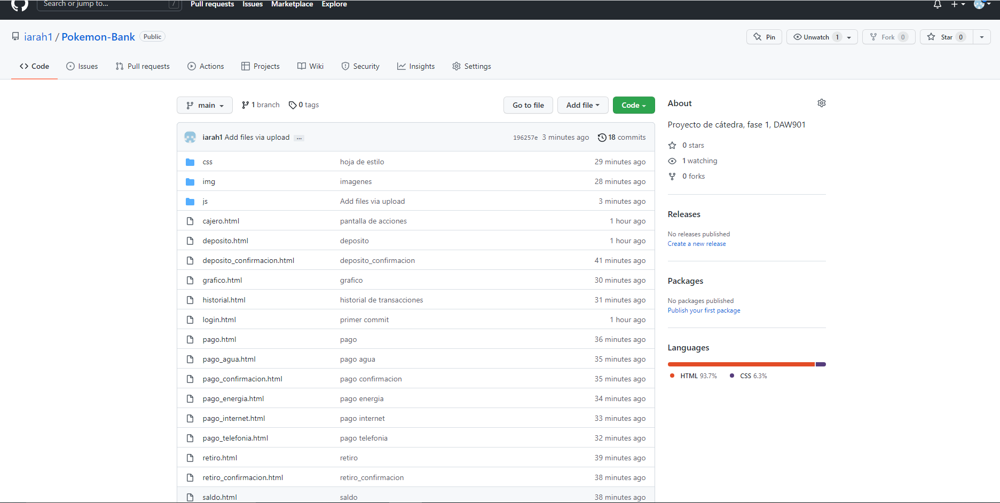 Search or jump to... /
Pull requests Issues Marketplace Explore
iarah1 / Pokemon-Bank Public
Pin Unwatch 1 Fork 0 Star 0
Code Issues Pull requests Actions Projects Wiki Security Insights Settings
main 1 branch 0 tags Go to file Add file Code
iarah1 Add files via upload ... 196257e 3 minutes ago 18 commits
css hoja de estilo 29 minutes ago
img imagenes 28 minutes ago
js Add files via upload 3 minutes ago
cajero.html pantalla de acciones 1 hour ago
deposito.html deposito 1 hour ago
deposito_confirmacion.html deposito_confirmacion 41 minutes ago
grafico.html grafico 30 minutes ago
historial.html historial de transacciones 31 minutes ago
login.html primer commit 1 hour ago
pago.html pago 36 minutes ago
pago_agua.html pago agua 35 minutes ago
pago_confirmacion.html pago confirmacion 35 minutes ago
pago_energia.html pago energia 34 minutes ago
pago_internet.html pago internet 33 minutes ago
pago_telefonia.html pago telefonia 32 minutes ago
retiro.html retiro 39 minutes ago
retiro_confirmacion.html retiro_confirmacion 38 minutes ago
saldo.html saldo 38 minutes ago
About
Proyecto de cátedra, fase 1, DAW901
0 stars
1 watching
0 forks
Releases
No releases published
Create a new release
Packages
No packages published
Publish your first package
Languages
HTML 93.7% CSS 6.3%